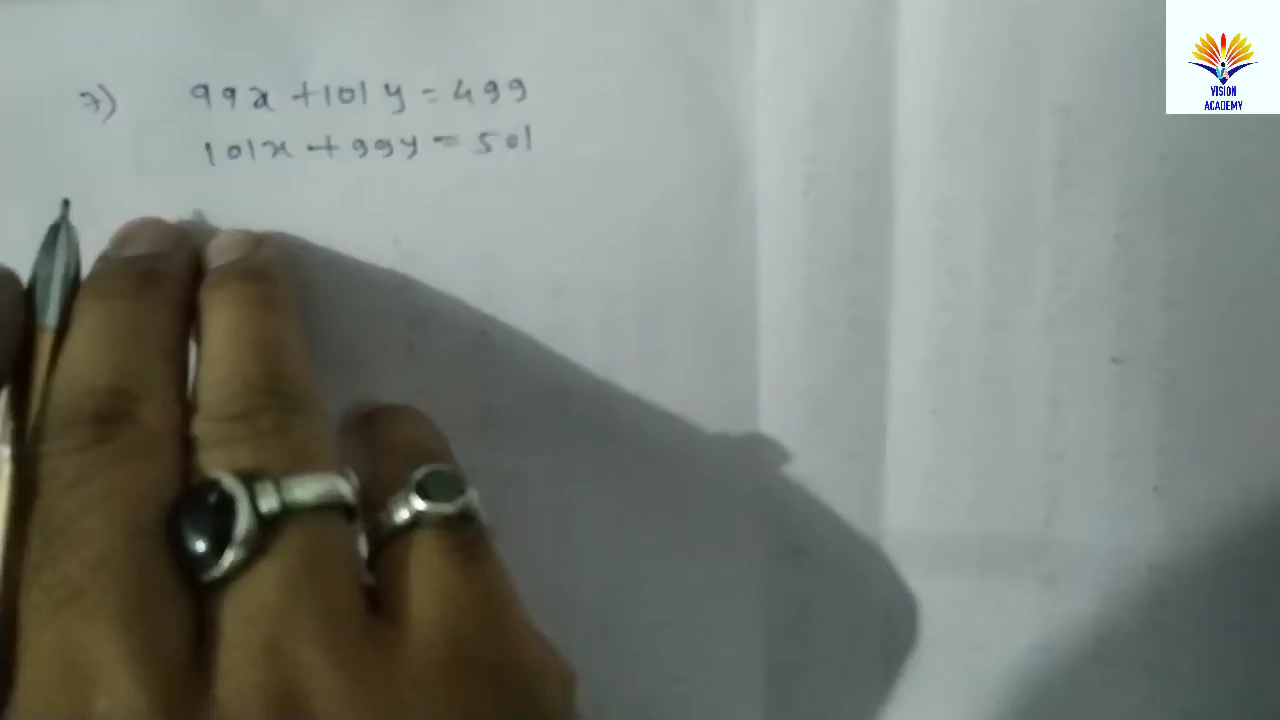 7) 99x + 101y = 499
101x + 99y = 501
VISION
ACADEMY